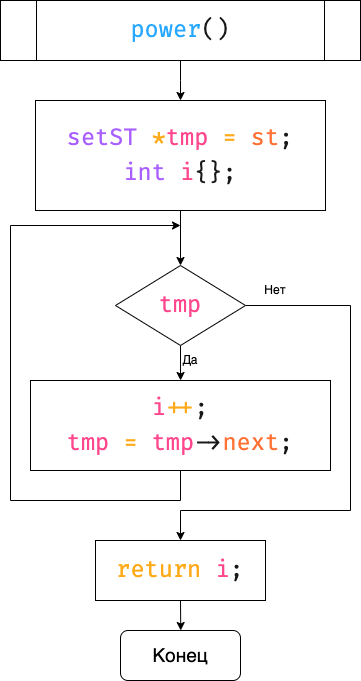 power()
setST *tmp = st;
int i{};
tmp
Нет
Да
i++;
tmp = tmp->next;
return i;
Конец